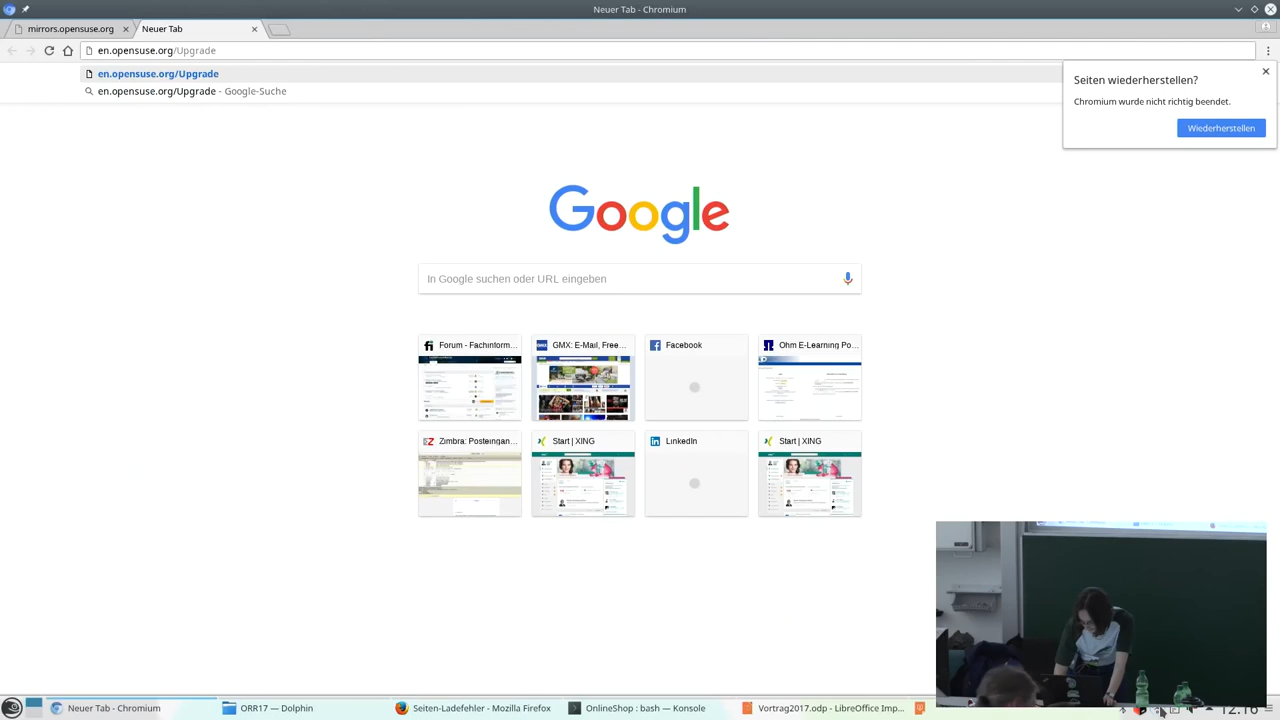 Neuer Tab - Chromium
mirrors.opensuse.org
Neuer Tab
en.opensuse.org/Upgrade
en.opensuse.org/Upgrade
en.opensuse.org/Upgrade - Google-Suche
Seiten wiederherstellen?
Chromium wurde nicht richtig beendet.
Wiederherstellen
Google
In Google suchen oder URL eingeben
Forum - Fachinform...
GMX: E-Mail, Free...
Facebook
Ohm E-Learning Po...
Zimbra: Posteingan...
Start | XING
LinkedIn
Start | XING
Neuer Tab - Chromium
ORR17 — Dolphin
Seiten-Ladefehler - Mozilla Firefox
OnlineShop : bash — Konsole
Vortrag2017.odp - LibreOffice Imp...
12:16